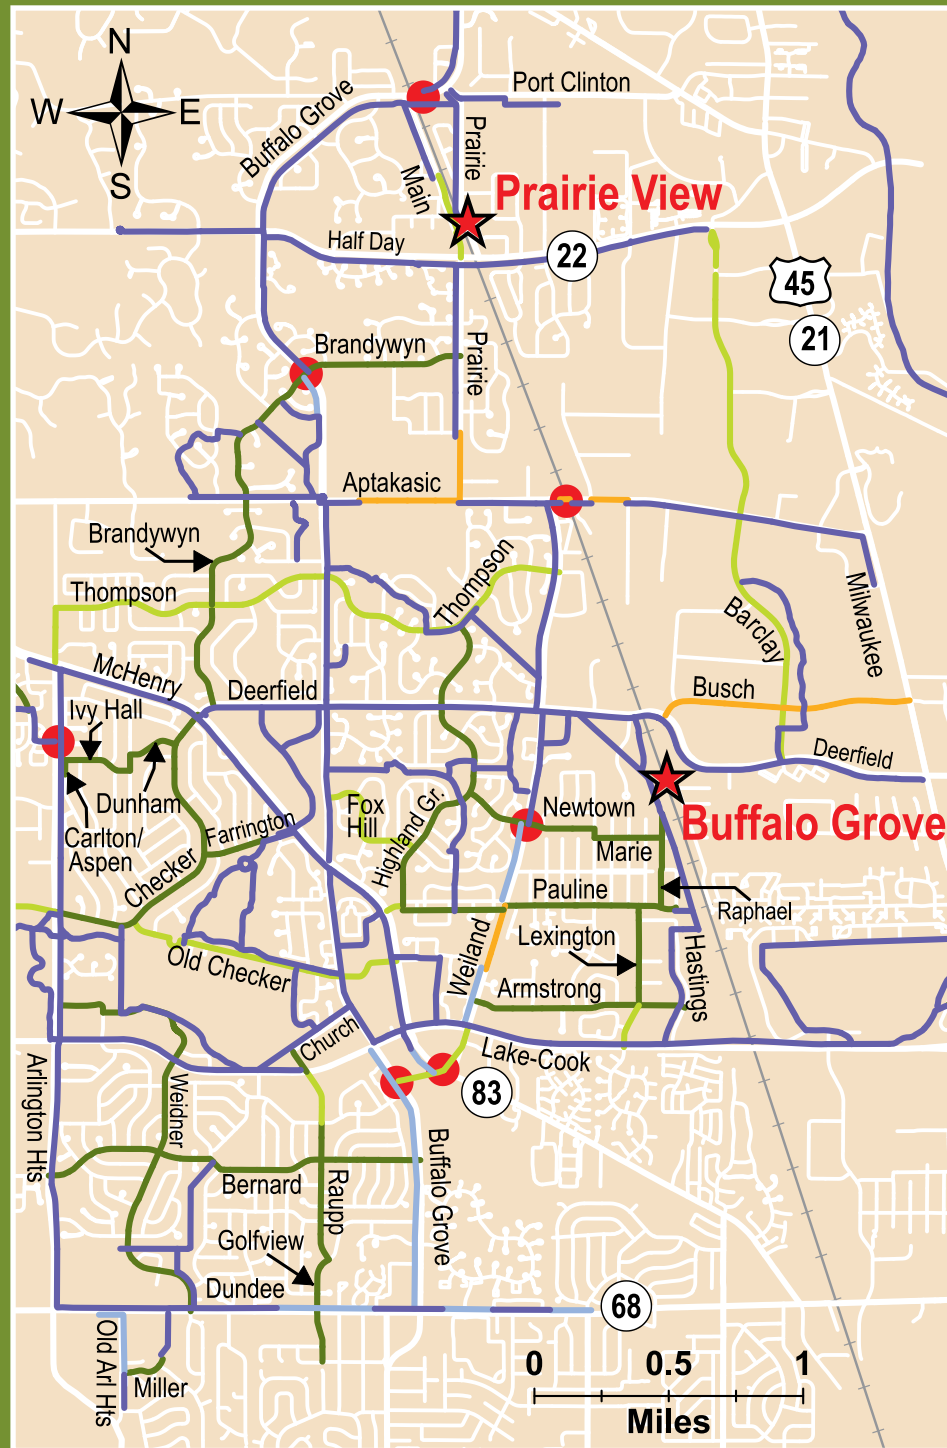 N
W
E
S
Port Clinton
Buffalo Grove
Prairie
Main
Prairie View
Half Day
22
45
21
Brandywyn
Prairie
Aptakasic
Brandywyn
Thompson
Thompson
Milwaukee
Barclay
McHenry
Deerfield
Busch
Ivy Hall
Deerfield
Dunham
Carlton/
Aspen
Farrington
Fox
Hill
Newtown
Buffalo Grove
Highland Gr.
Marie
Checker
Pauline
Raphael
Lexington
Weiland
Hastings
Old Checker
Armstrong
Church
Lake-Cook
Arlington Hts
Weidner
83
Buffalo Grove
Bernard
Raupp
Golfview
Dundee
68
Old Arl Hts
Miller
0 0.5 1
Miles